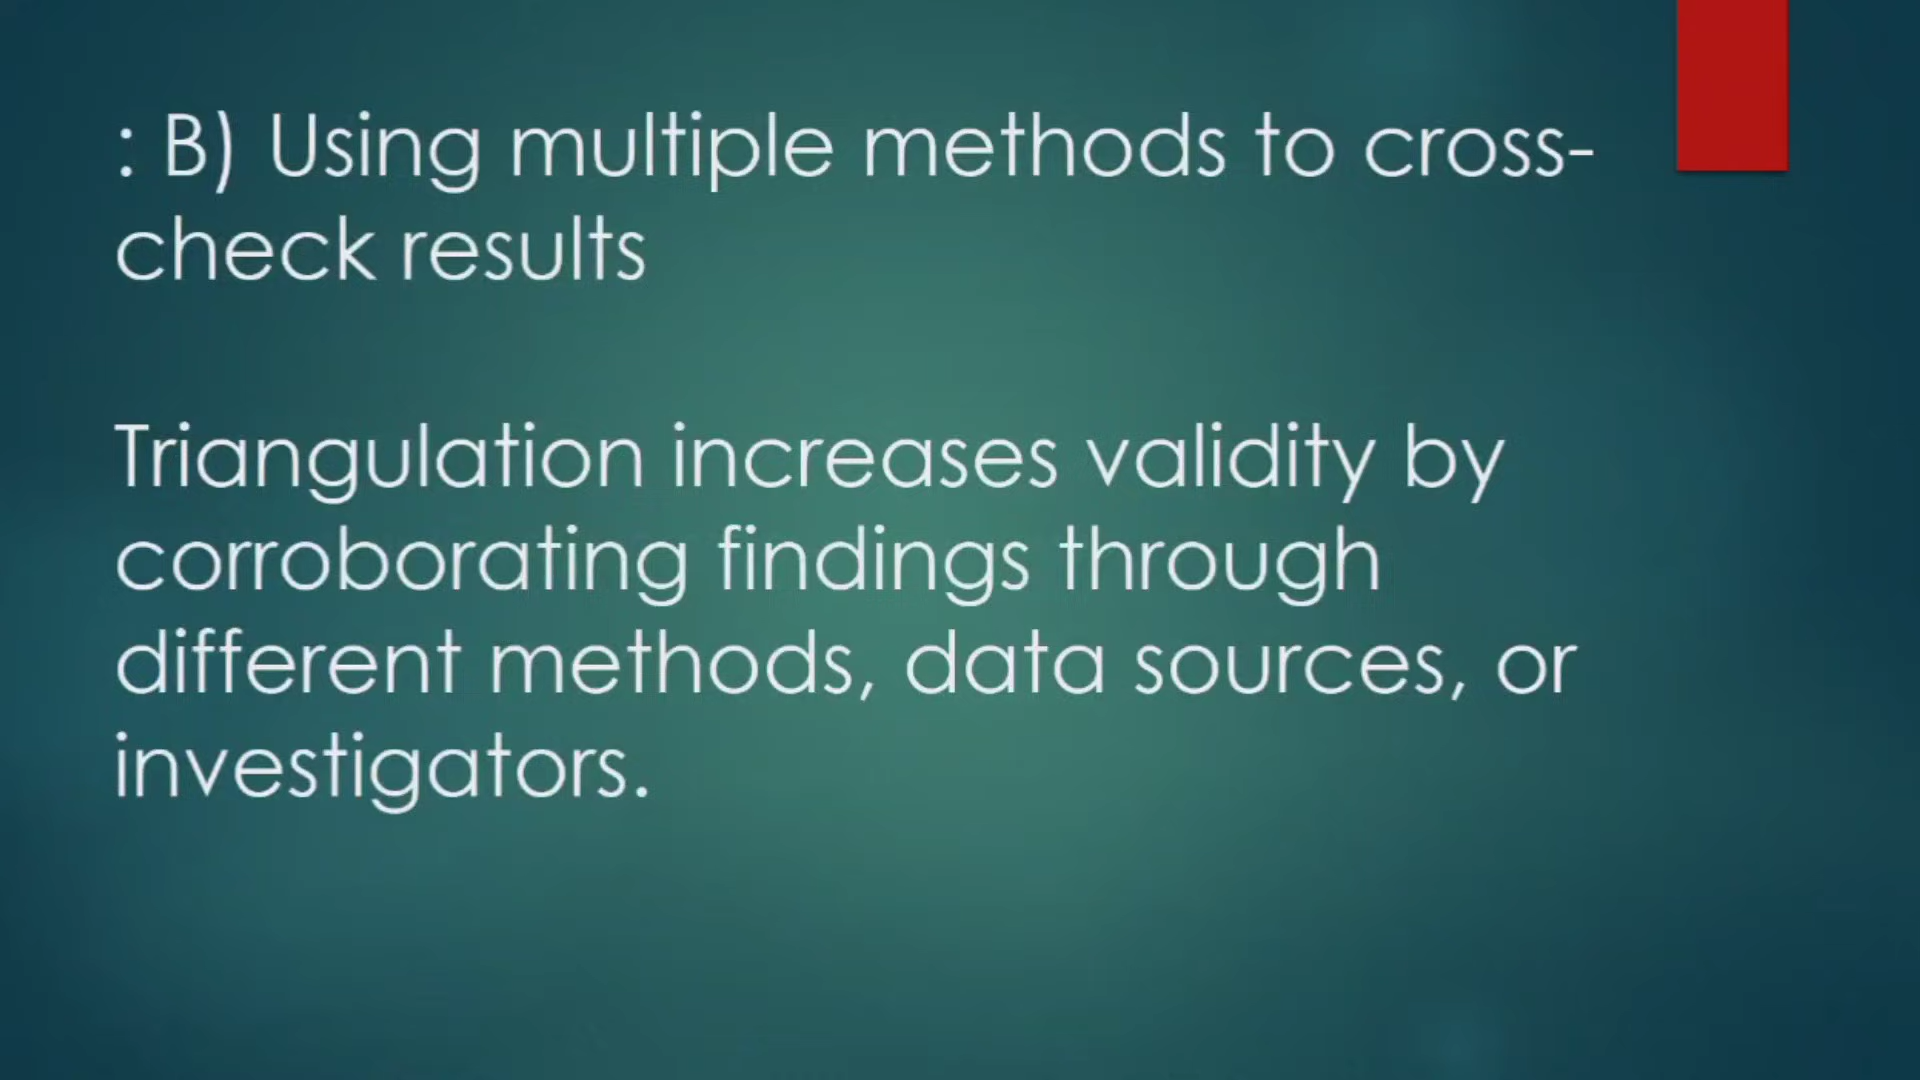 : B) Using multiple methods to cross-
check results
Triangulation increases validity by
corroborating findings through
different methods, data sources, or
investigators.